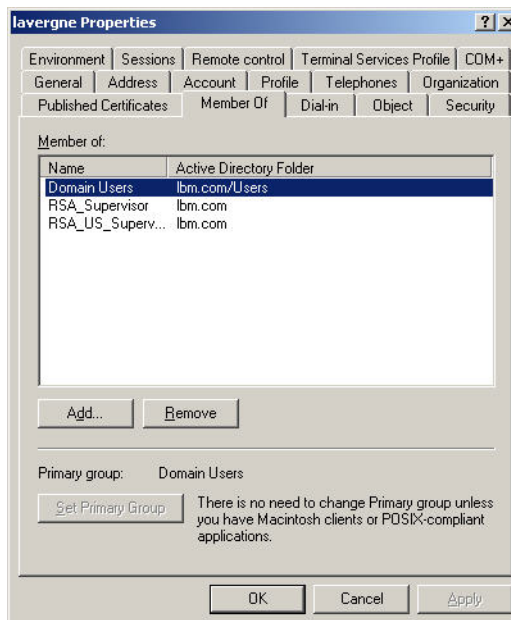 lavergne Properties
Environment Sessions Remote control Terminal Services Profile COM+
General Address Account Profile Telephones Organization
Published Certificates Member Of Dial-in Object Security
Member of:
Name Active Directory Folder
Domain Users lbm.com/Users
RSA_Supervisor lbm.com
RSA_US_Superv... lbm.com
Add... Remove
Primary group: Domain Users
Set Primary Group There is no need to change Primary group unless
you have Macintosh clients or POSIX-compliant
applications.
OK Cancel Apply